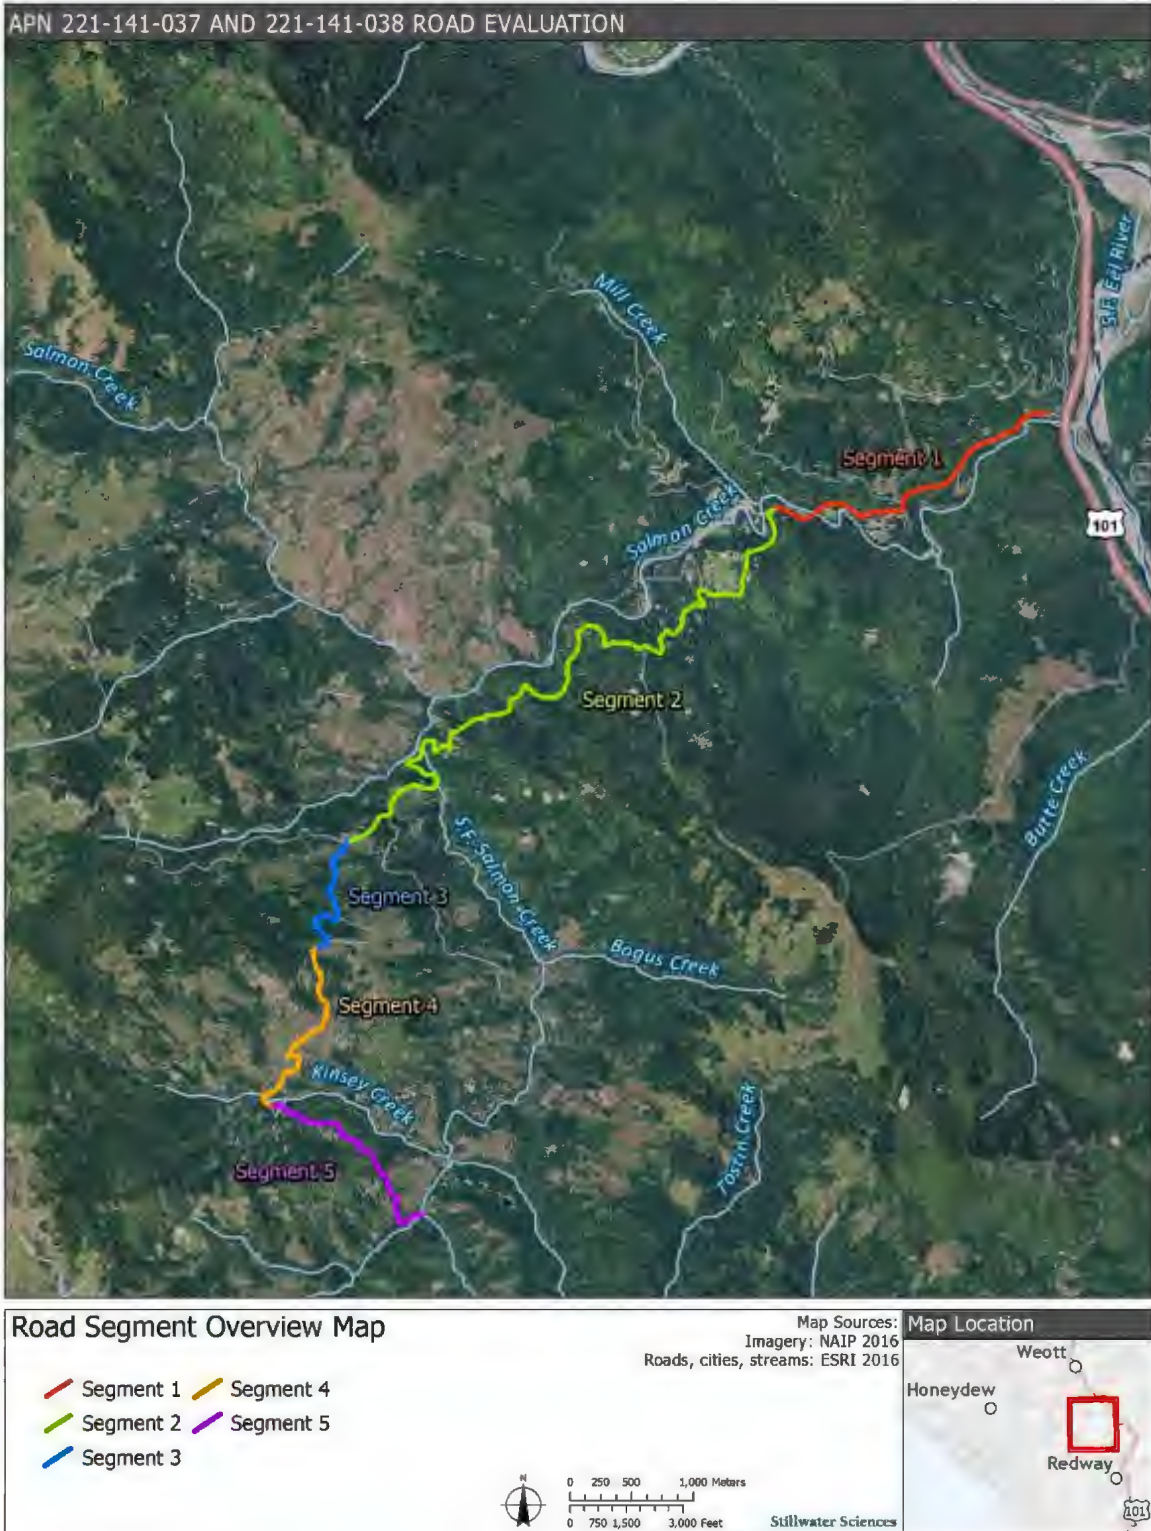 APN 221-141-037 AND 221-141-038 ROAD EVALUATION
S.F. Eel River
Mill Creek
Salmon Creek
Segment 1
Salmon Creek
101
Segment 2
Butte Creek
S.F. Salmon Creek
Segment 3
Bogus Creek
Segment 4
Kinsey Creek
Tostin Creek
Segment 5
Road Segment Overview Map
Map Sources:
Imagery: NAIP 2016
Roads, cities, streams: ESRI 2016
Segment 1
Segment 4
Segment 2
Segment 5
Segment 3
N
0 250 500 1,000 Meters
0 750 1,500 3,000 Feet
Stillwater Sciences
Map Location
Weott
Honeydew
Redway
101